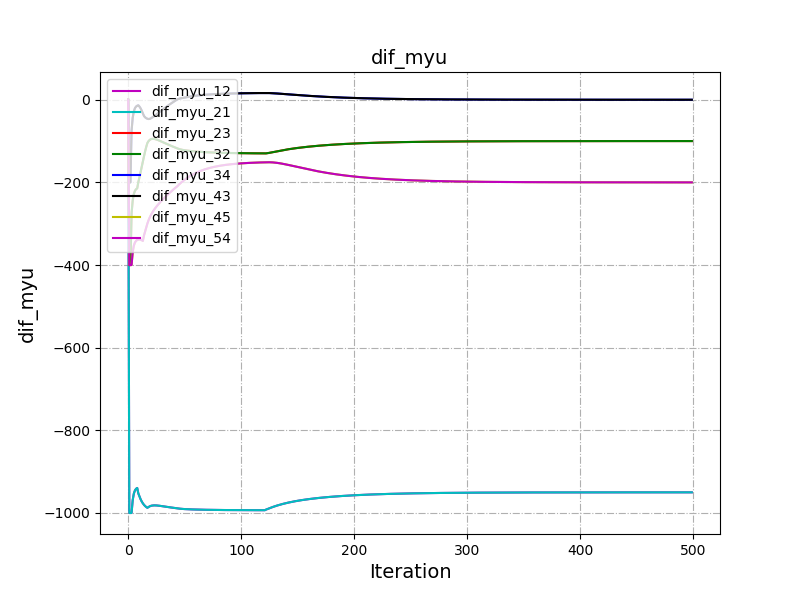 dif_myu
dif_myu_12
dif_myu_21
dif_myu_23
dif_myu_32
dif_myu_34
dif_myu_43
dif_myu_45
dif_myu_54
0
−200
−400
−600
−800
−1000
dif_myu
0 100 200 300 400 500
Iteration